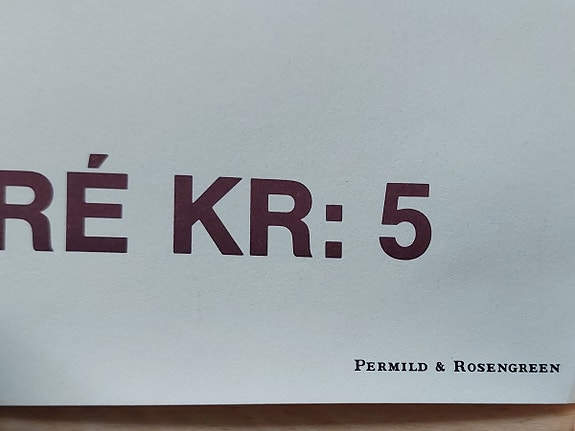 RÉ KR: 5
PERMILD & ROSENGREEN